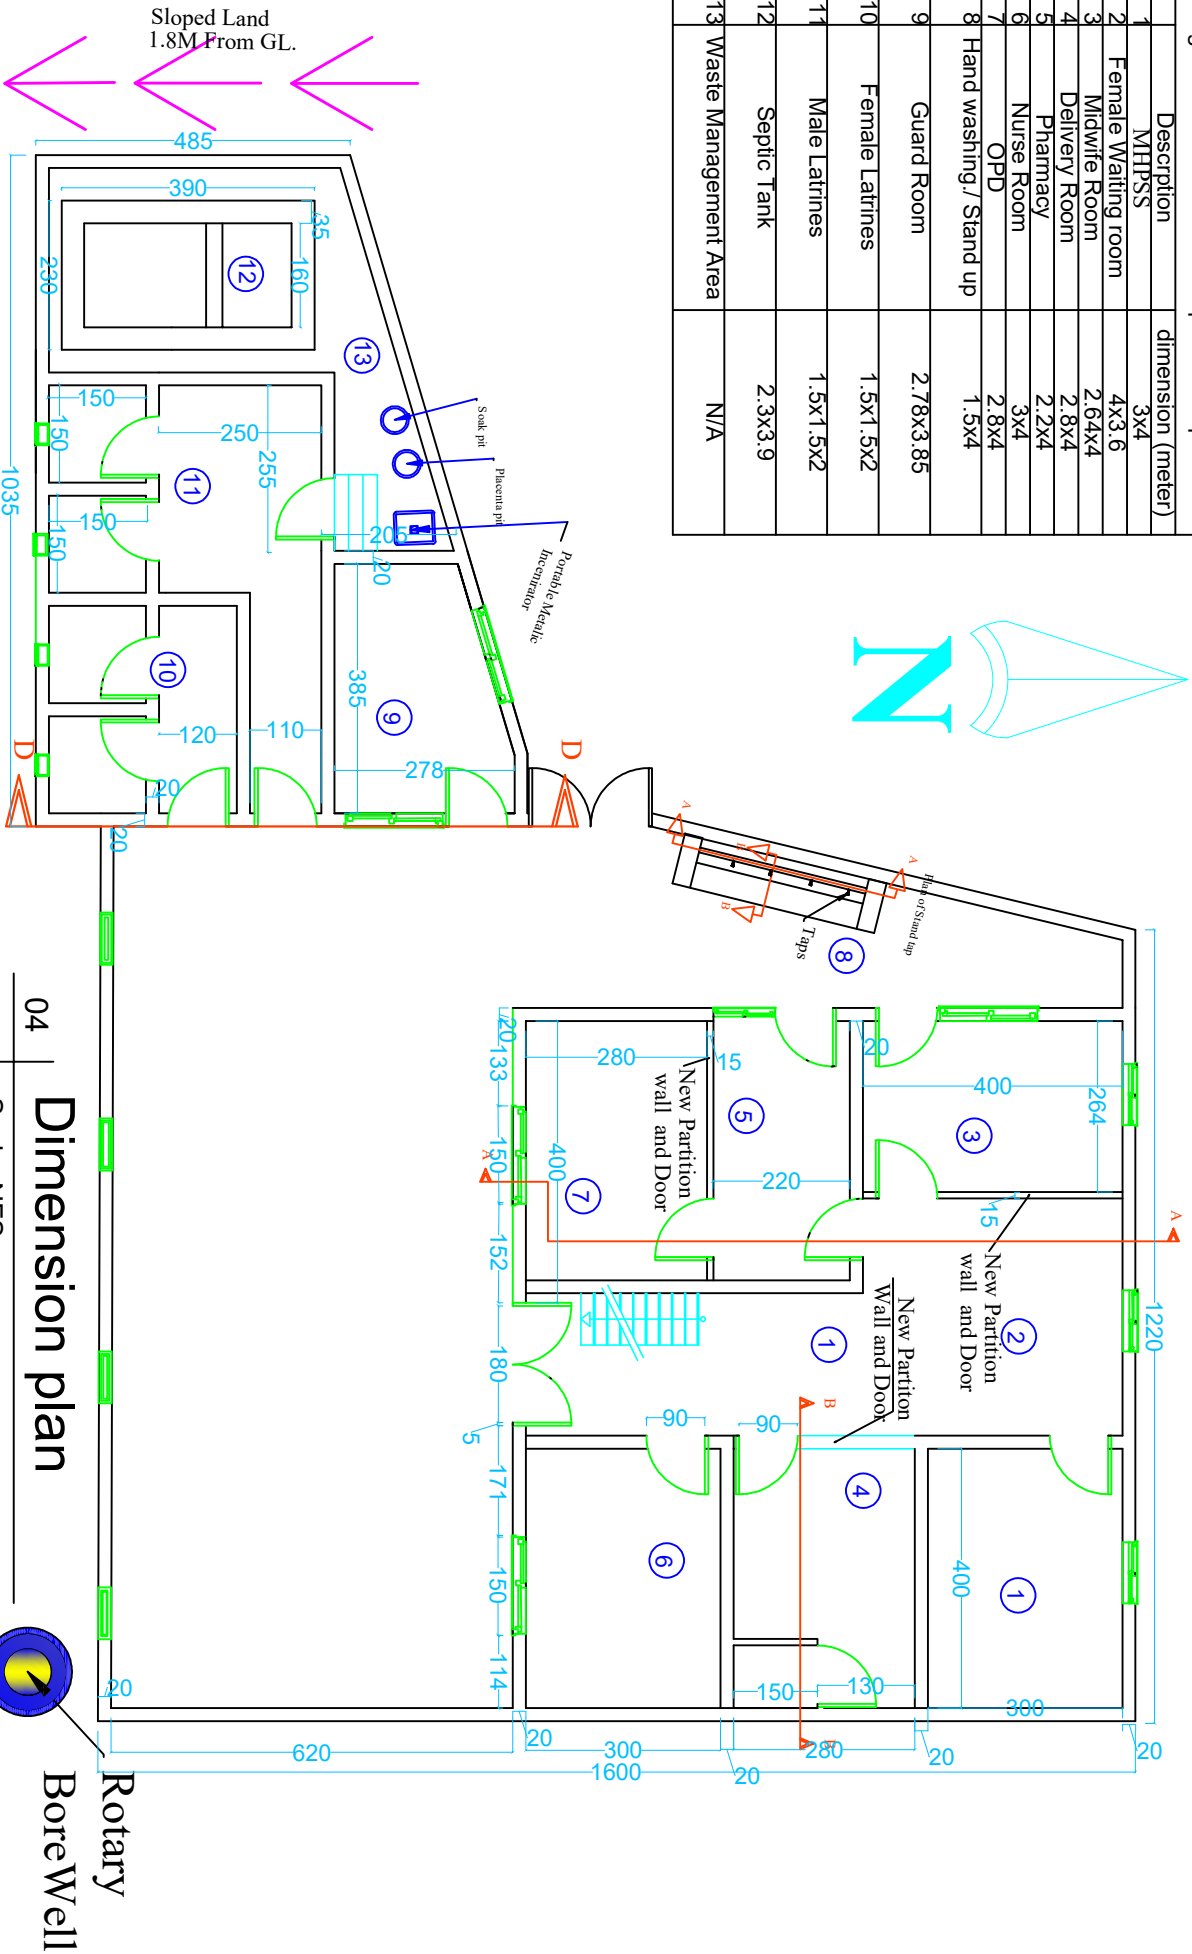 Descrption dimension (meter)
1 MHPSS 3x4
2 Female Waiting room 4x3.6
3 Midwife Room 2.64x4
4 Delivery Room 2.8x4
5 Pharmacy 2.2x4
6 Nurse Room 3x4
7 OPD 2.8x4
8 Hand washing./ Stand up 1.5x4
9 Guard Room 2.78x3.85
10 Female Latrines 1.5x1.5x2
11 Male Latrines 1.5x1.5x2
12 Septic Tank 2.3x3.9
13 Waste Management Area N/A
N
Sloped Land
1.8M From GL.
485
390
35
160
230
12
13
1035
150
150
250
255
11
150
150
205
20
Soak pit
Placenta pit
Portable Metalic
Incenirator
10
120
110
385
9
278
20
20
D
D
A
A
B
B
Plan of Stand tap
Taps
8
20
133
280
15
20
400
264
New Partition
wall and Door
5
3
150
400
7
220
15
A
A
152
New Partition
wall and Door
2
1220
New Partiton
Wall and Door
1
180
5
90
90
B
171
4
6
150
400
1
114
150
130
300
20
620
20
300
20
280
B
20
20
1600
04
Dimension plan
Rotary
BoreWell